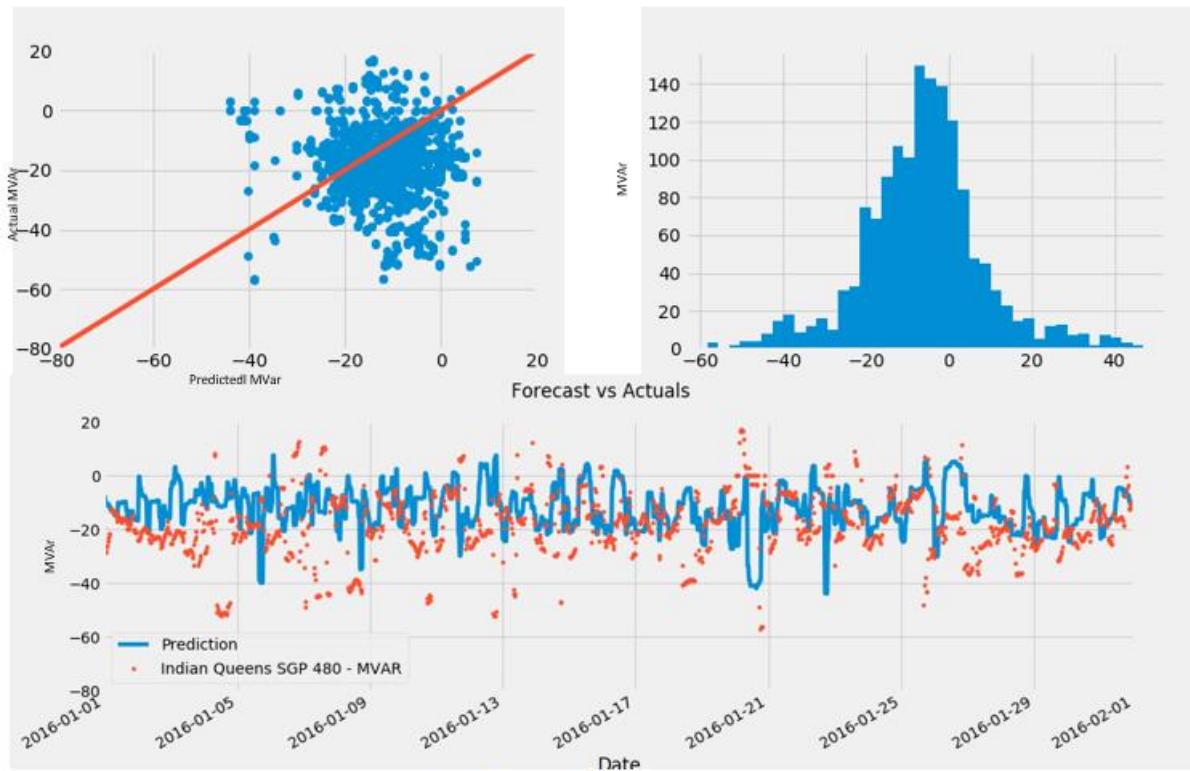 20
0
−20
−40
−60
−80
Actual MVAr
−80 −60 −40 −20 0 20
Predictedl MVar
140
120
100
80
60
40
20
0
MVAr
−60 −40 −20 0 20 40
Forecast vs Actuals
20
0
−20
−40
−60
−80
MVAr
Prediction
Indian Queens SGP 480 - MVAR
2016-01-01 2016-01-05 2016-01-09 2016-01-13 2016-01-17 2016-01-21 2016-01-25 2016-01-29 2016-02-01
Date